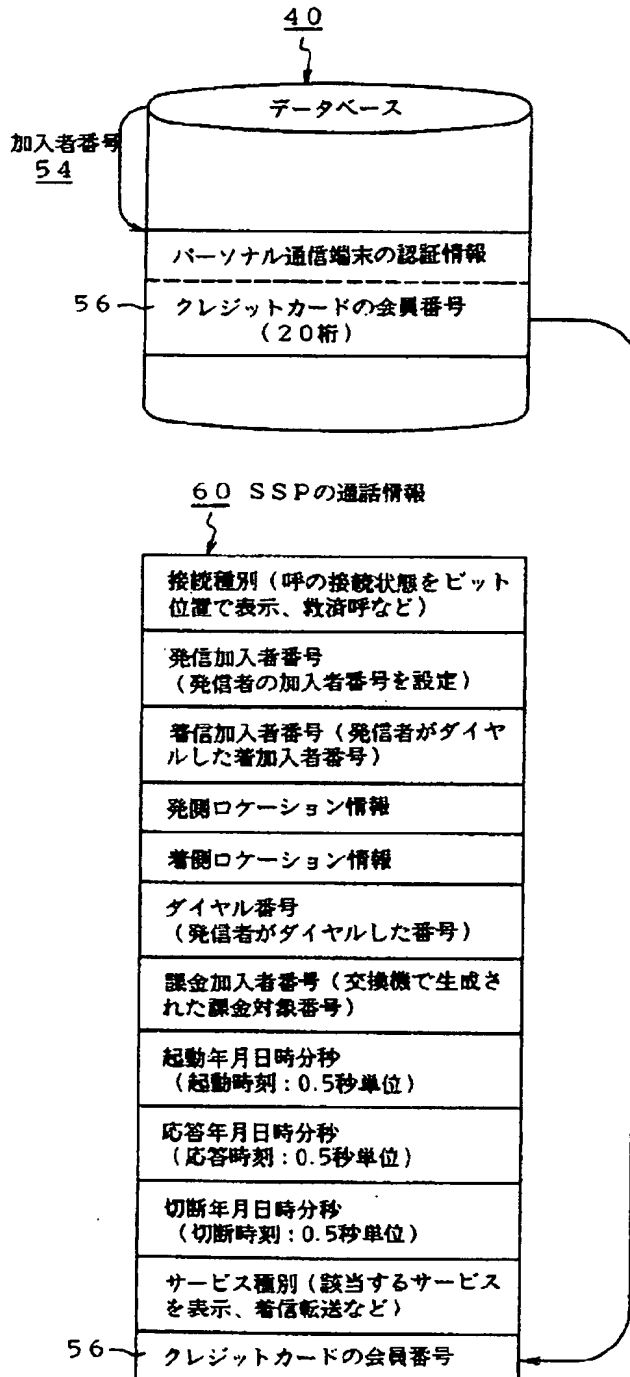 40
データベース
加入者番号
54
パーソナル通信端末の認証情報
56
クレジットカードの会員番号
(20桁)
60 SSPの通話情報
接続種別(呼の接続状態をビット
位置で表示、救済呼など)
発信加入者番号
(発信者の加入者番号を設定)
着信加入者番号(発信者がダイヤ
ルした着加入者番号)
発側ロケーション情報
着側ロケーション情報
ダイヤル番号
(発信者がダイヤルした番号)
課金加入者番号(交換機で生成さ
れた課金対象番号)
起動年月日時分秒
(起動時刻:0.5秒単位)
応答年月日時分秒
(応答時刻:0.5秒単位)
切断年月日時分秒
(切断時刻:0.5秒単位)
サービス種別(該当するサービス
を表示、着信転送など)
56
クレジットカードの会員番号